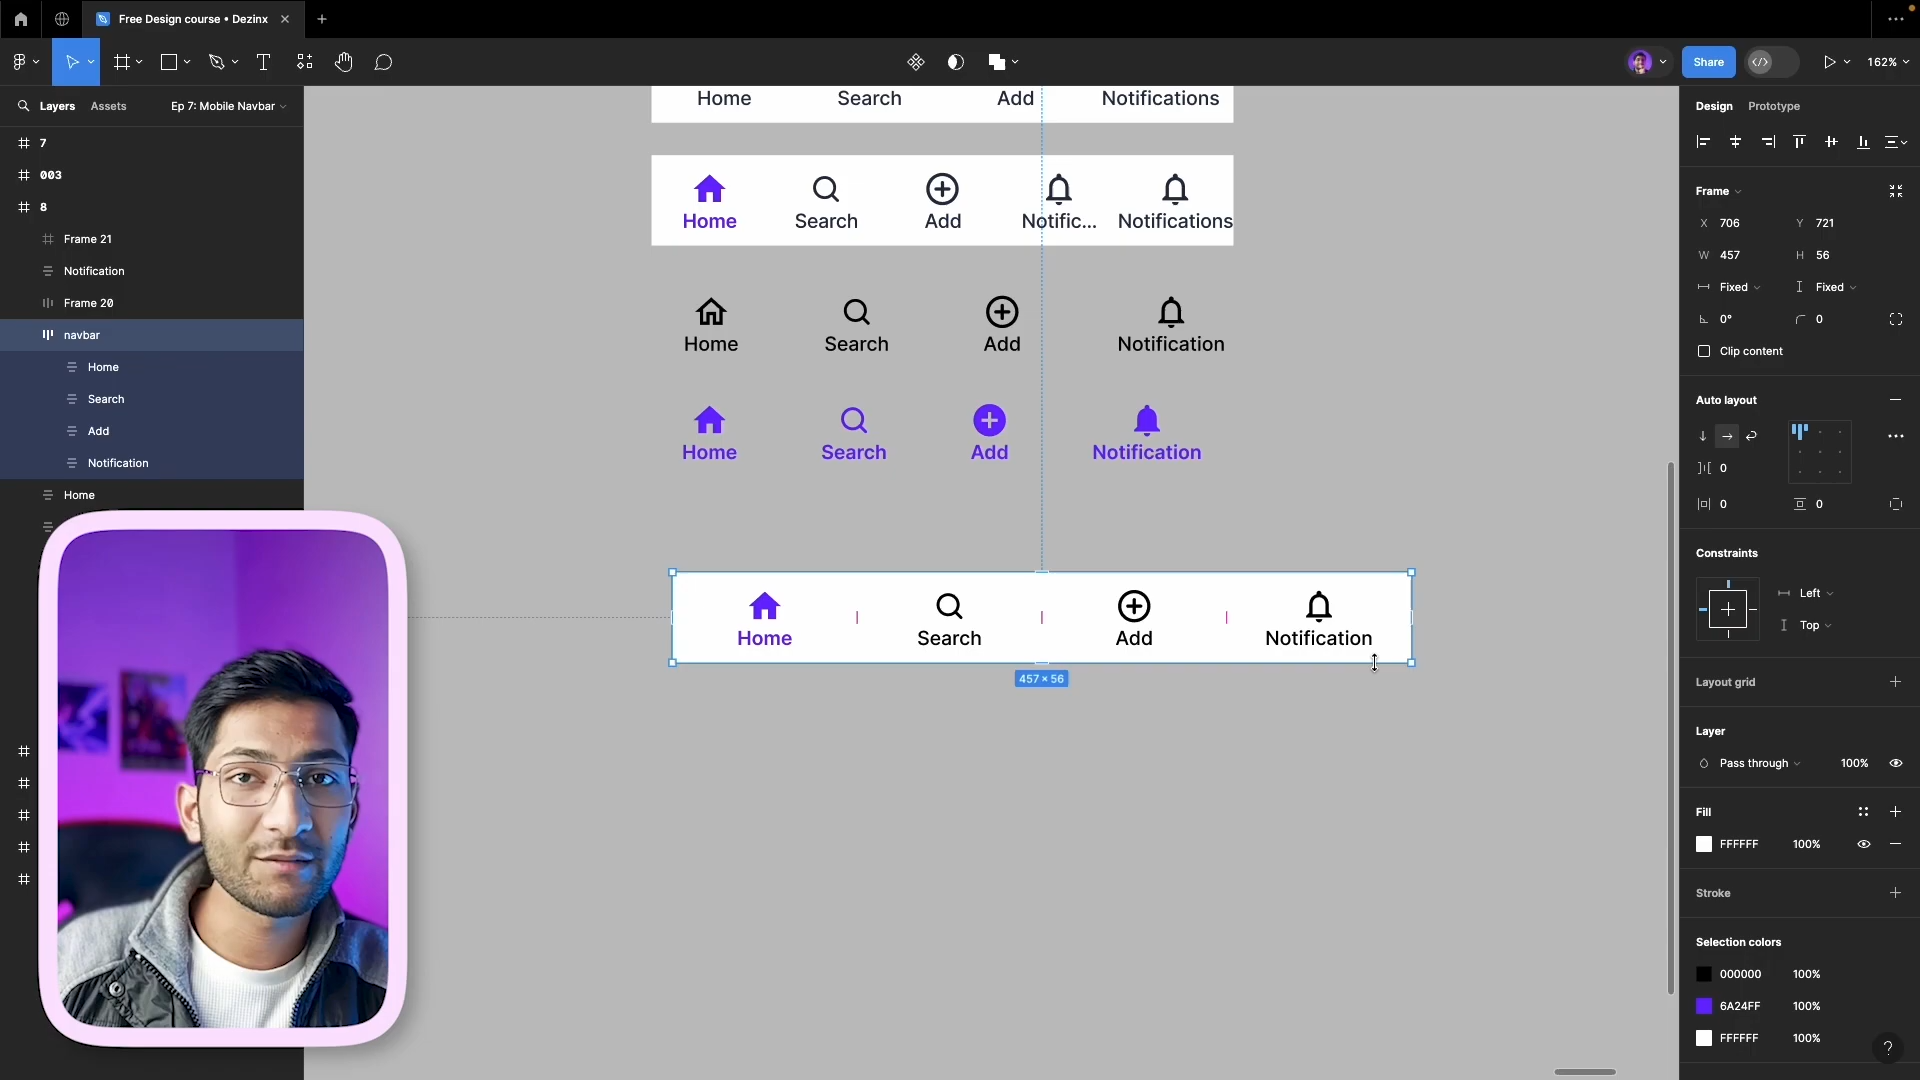 Free Design course • Dezinx
Share
162%
Layers
Assets
Ep 7: Mobile Navbar
7
003
8
Frame 21
Notification
Frame 20
navbar
Home
Search
Add
Notification
Home
Home Search Add Notifications
Home Search Add Notific... Notifications
Home Search Add Notification
Home Search Add Notification
Home Search Add Notification
457 × 56
Design
Prototype
Frame
X 706 Y 721
W 457 H 56
Fixed Fixed
0° 0
Clip content
Auto layout
0
0 0
Constraints
Left
Top
Layout grid
Layer
Pass through 100%
Fill
FFFFFF 100%
Stroke
Selection colors
000000 100%
6A24FF 100%
FFFFFF 100%
?